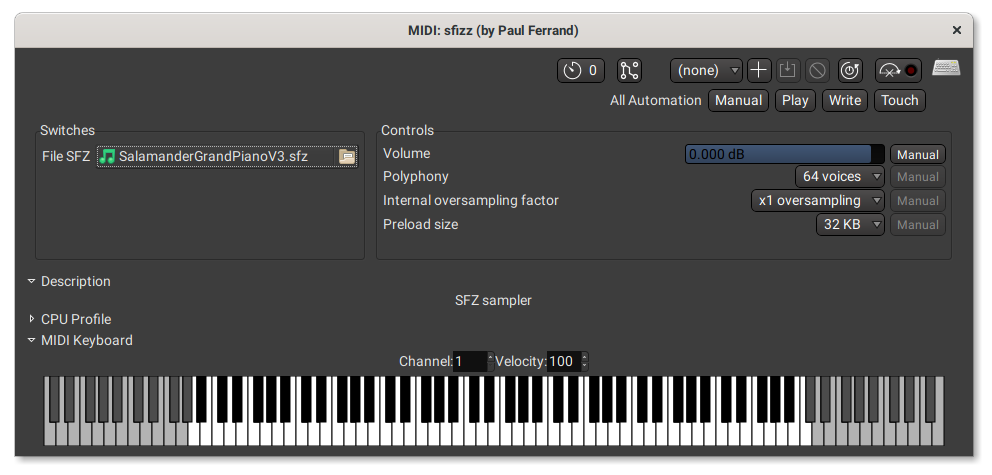 MIDI: sfizz (by Paul Ferrand)
0 (none)
All Automation Manual Play Write Touch
Switches
File SFZ SalamanderGrandPianoV3.sfz
Controls
Volume 0.000 dB Manual
Polyphony 64 voices Manual
Internal oversampling factor x1 oversampling Manual
Preload size 32 KB Manual
Description
SFZ sampler
CPU Profile
MIDI Keyboard
Channel: 1 Velocity: 100